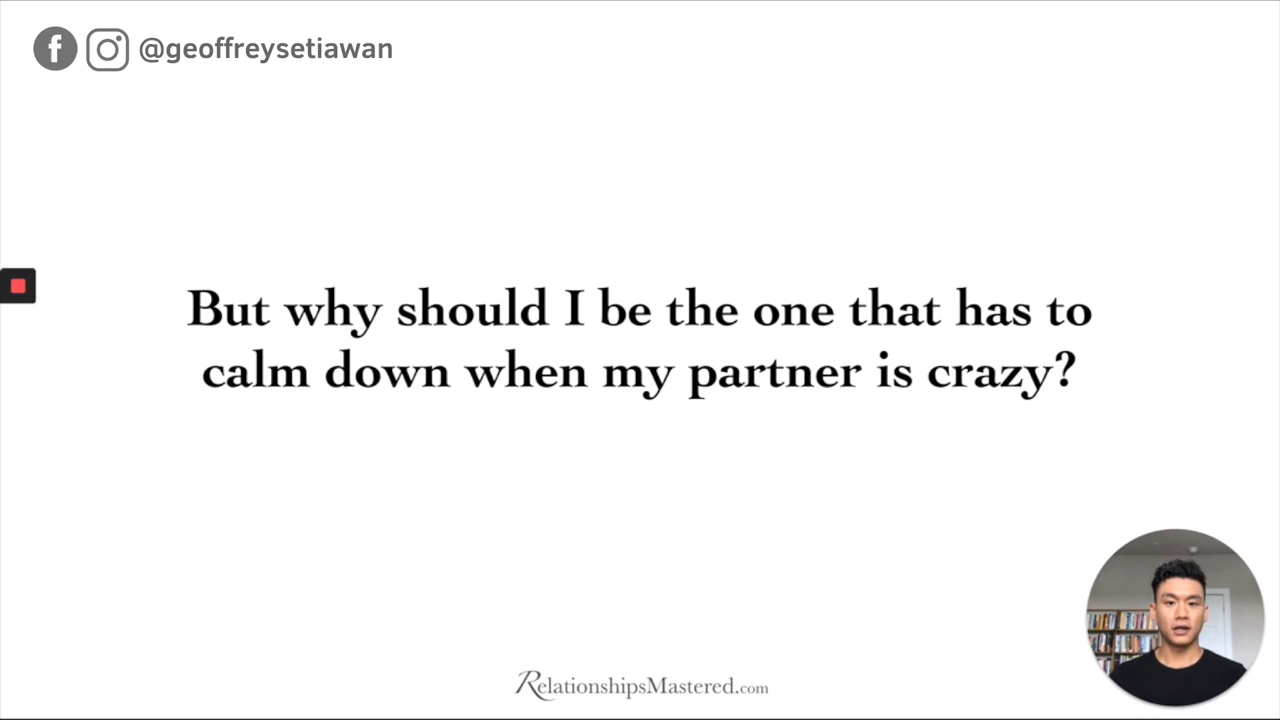 @geoffreysetiawan
But why should I be the one that has to
calm down when my partner is crazy?
RelationshipsMastered.com